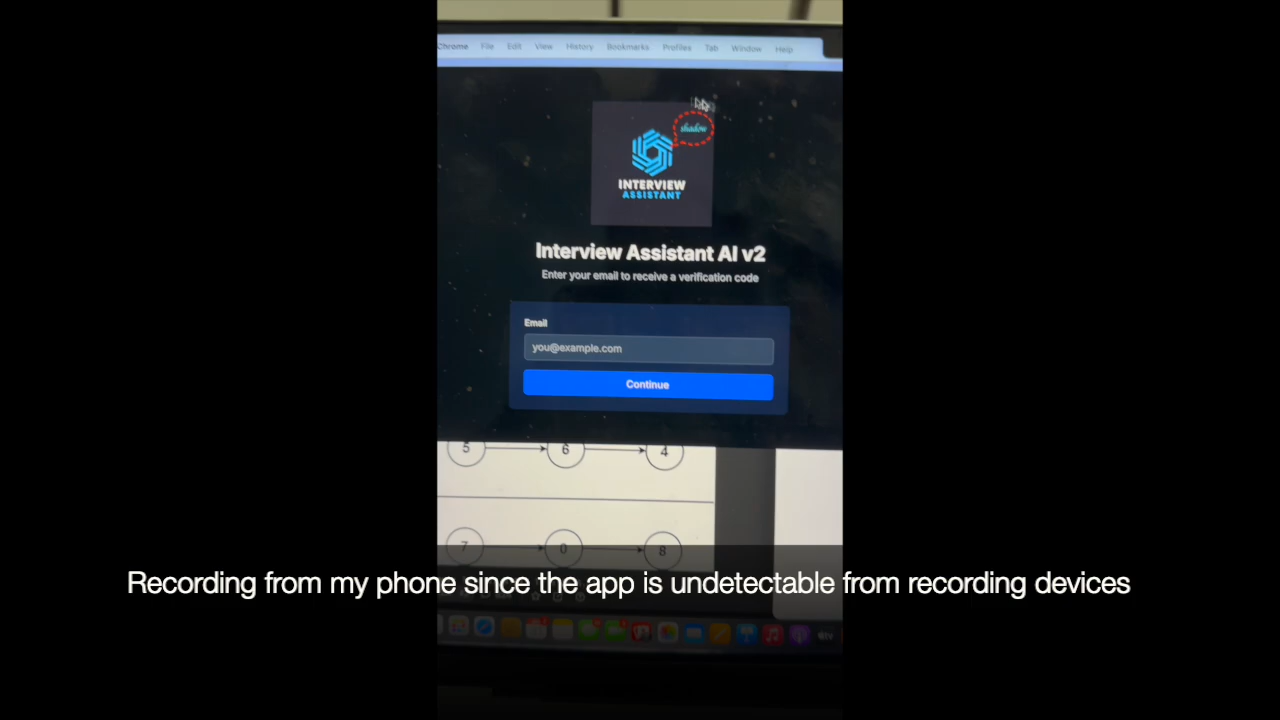 Chrome File Edit View History Bookmarks Profiles Tab Window Help
shadow
INTERVIEW
ASSISTANT
Interview Assistant AI v2
Enter your email to receive a verification code
Email
you@example.com
Continue
5 6 4
7 0 8
Recording from my phone since the app is undetectable from recording devices